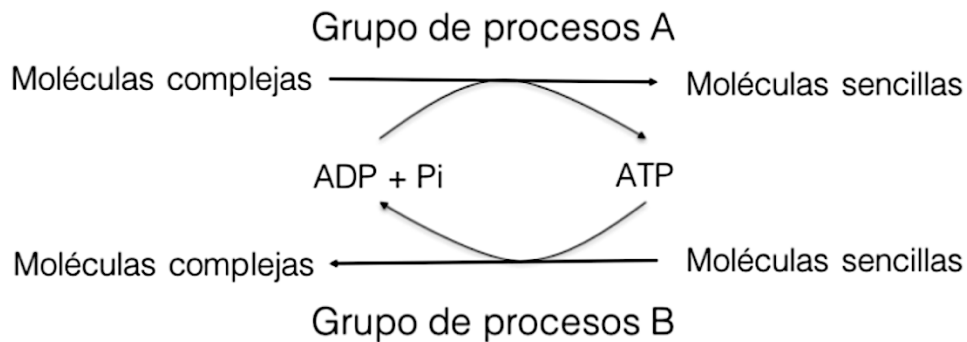 Grupo de procesos A
Moléculas complejas Moléculas sencillas
ADP + Pi ATP
Moléculas complejas Moléculas sencillas
Grupo de procesos B